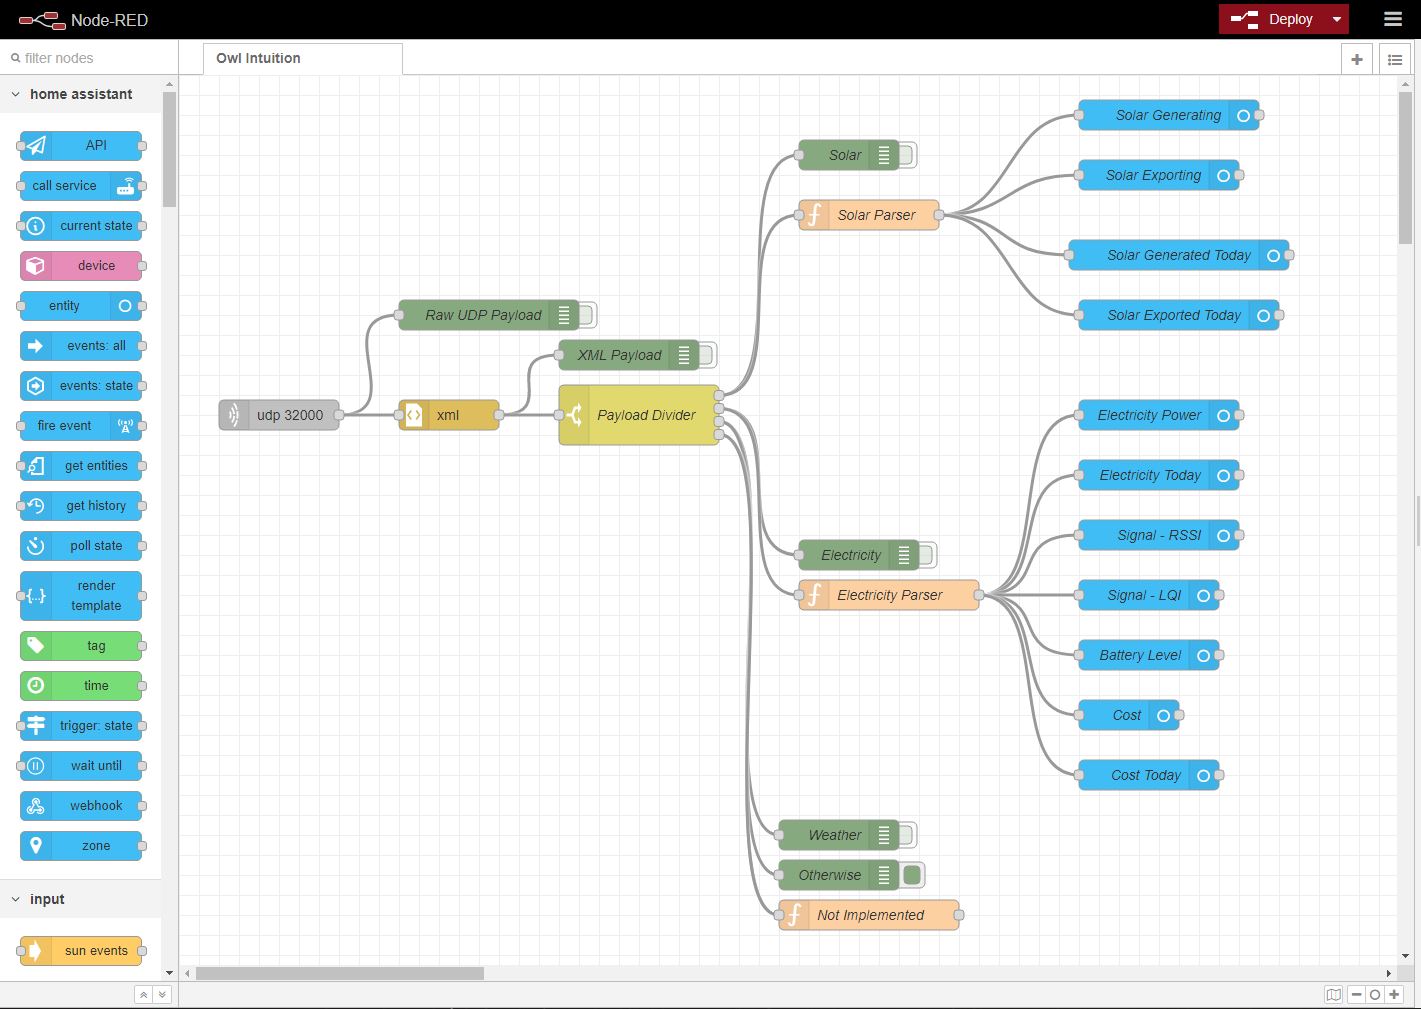 Node-RED
Deploy
filter nodes
Owl Intuition
home assistant
API
call service
current state
device
entity
events: all
events: state
fire event
get entities
get history
poll state
render
template
tag
time
trigger: state
wait until
webhook
zone
input
sun events
udp 32000
Raw UDP Payload
xml
XML Payload
Payload Divider
Solar
Solar Parser
Solar Generating
Solar Exporting
Solar Generated Today
Solar Exported Today
Electricity
Electricity Parser
Electricity Power
Electricity Today
Signal - RSSI
Signal - LQI
Battery Level
Cost
Cost Today
Weather
Otherwise
Not Implemented